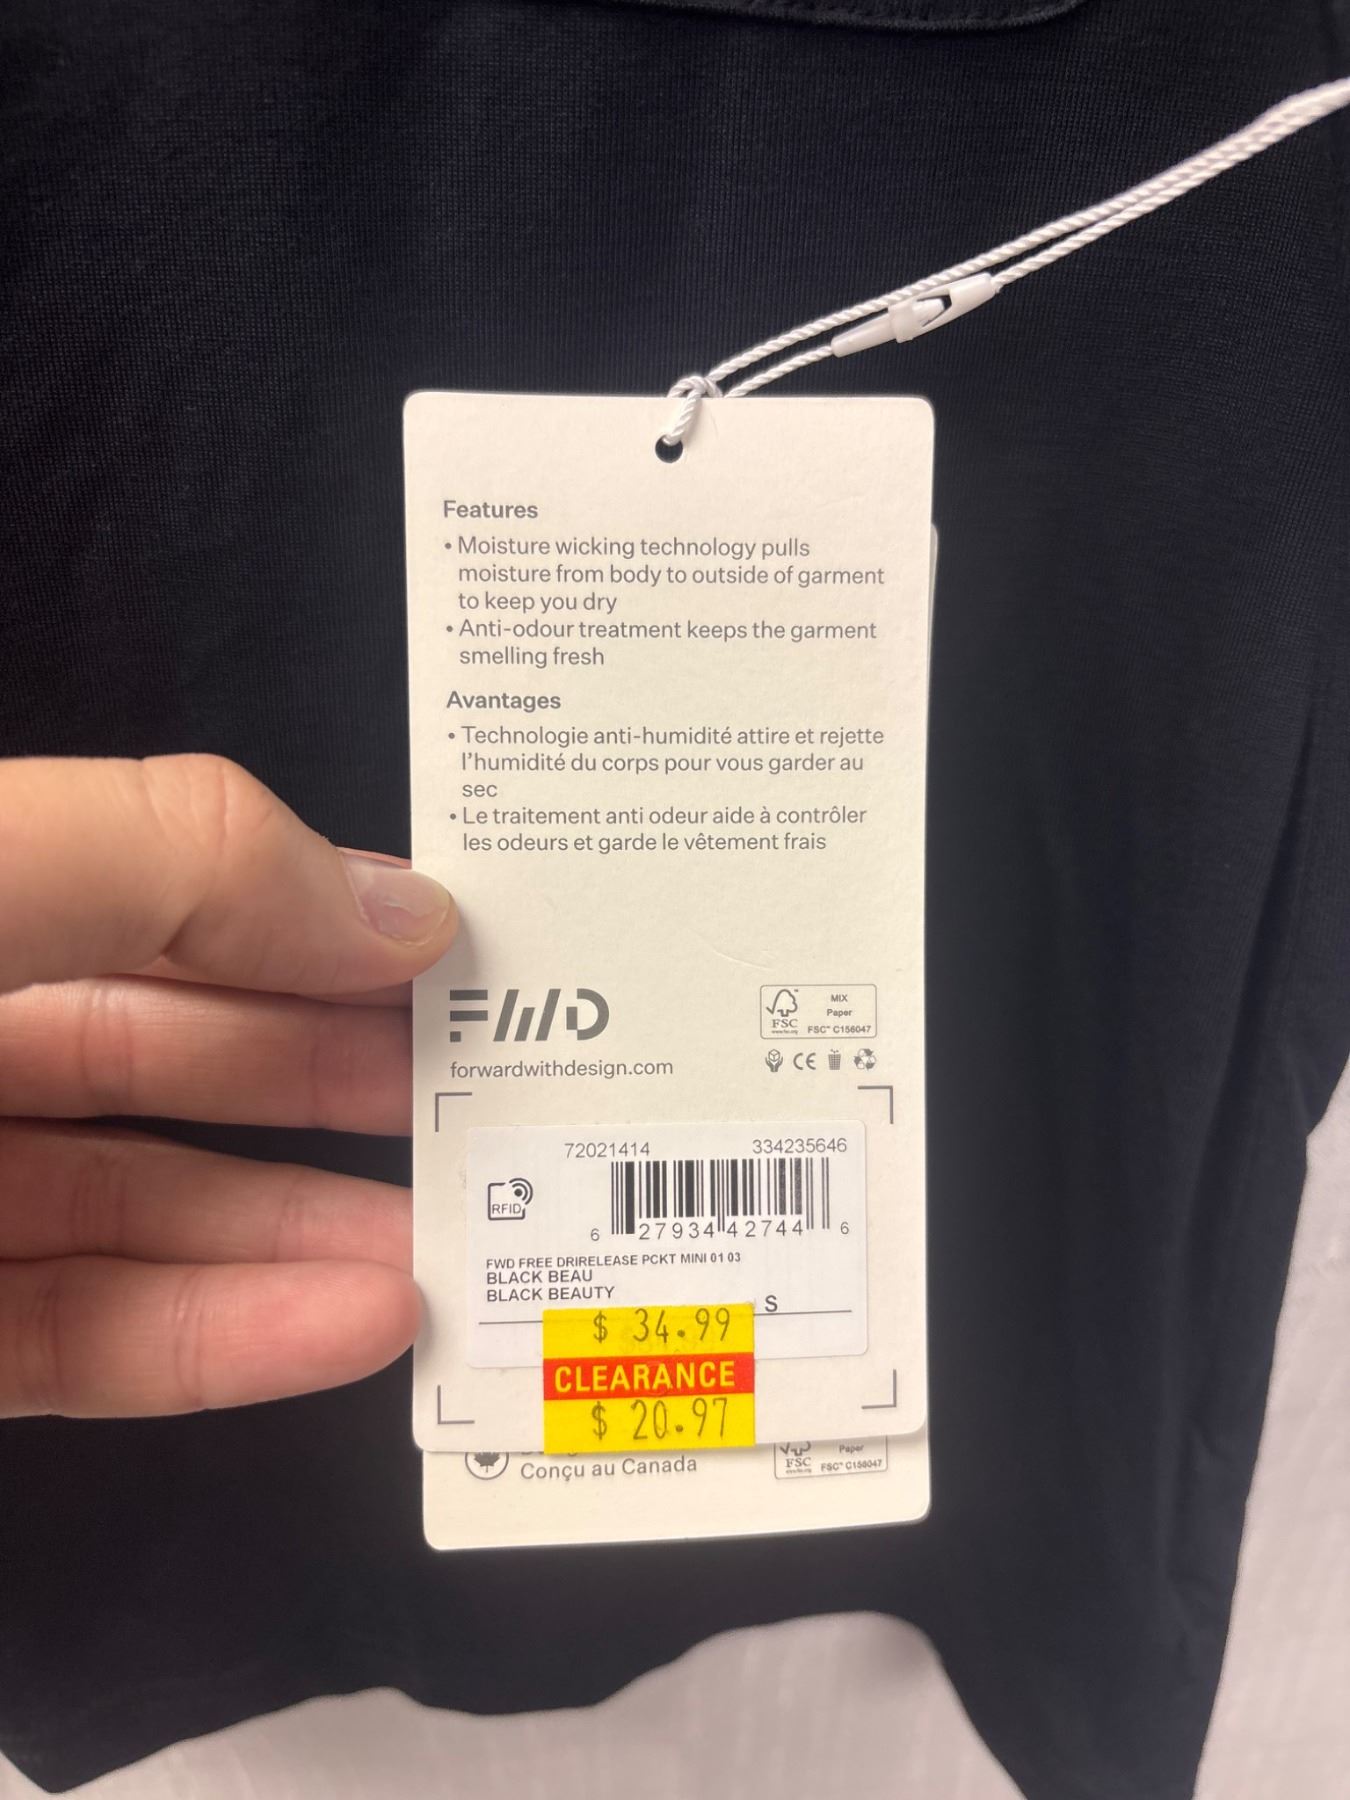 Features
• Moisture wicking technology pulls
moisture from body to outside of garment
to keep you dry
• Anti-odour treatment keeps the garment
smelling fresh
Avantages
• Technologie anti-humidité attire et rejette
l'humidité du corps pour vous garder au
sec
• Le traitement anti odeur aide à contrôler
les odeurs et garde le vêtement frais
FWD
forwardwithdesign.com
FSC
MIX
Paper
FSC™ C156047
CE
72021414 334235646
RFID
6 27934 42744 6
FWD FREE DRIRELEASE PCKT MINI 01 03
BLACK BEAU
BLACK BEAUTY
S
$ 34.99
CLEARANCE
$ 20.97
Conçu au Canada
Paper
FSC
FSC™ C156047